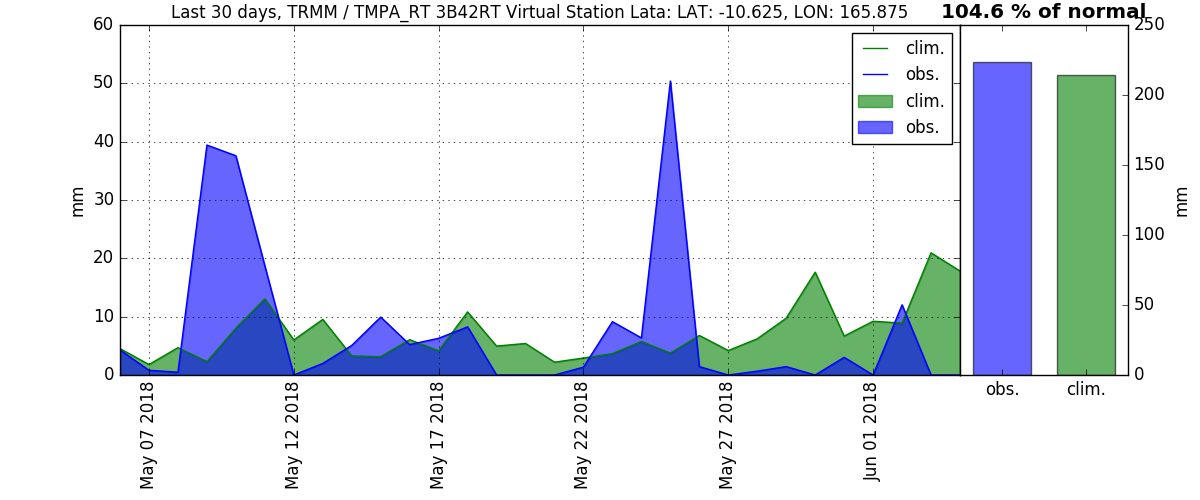 Last 30 days, TRMM / TMPA_RT 3B42RT Virtual Station Lata: LAT: -10.625, LON: 165.875
104.6 % of normal
60
50
40
30
20
10
0
mm
clim.
obs.
clim.
obs.
250
200
150
100
50
0
mm
obs.
clim.
May 07 2018
May 12 2018
May 17 2018
May 22 2018
May 27 2018
Jun 01 2018